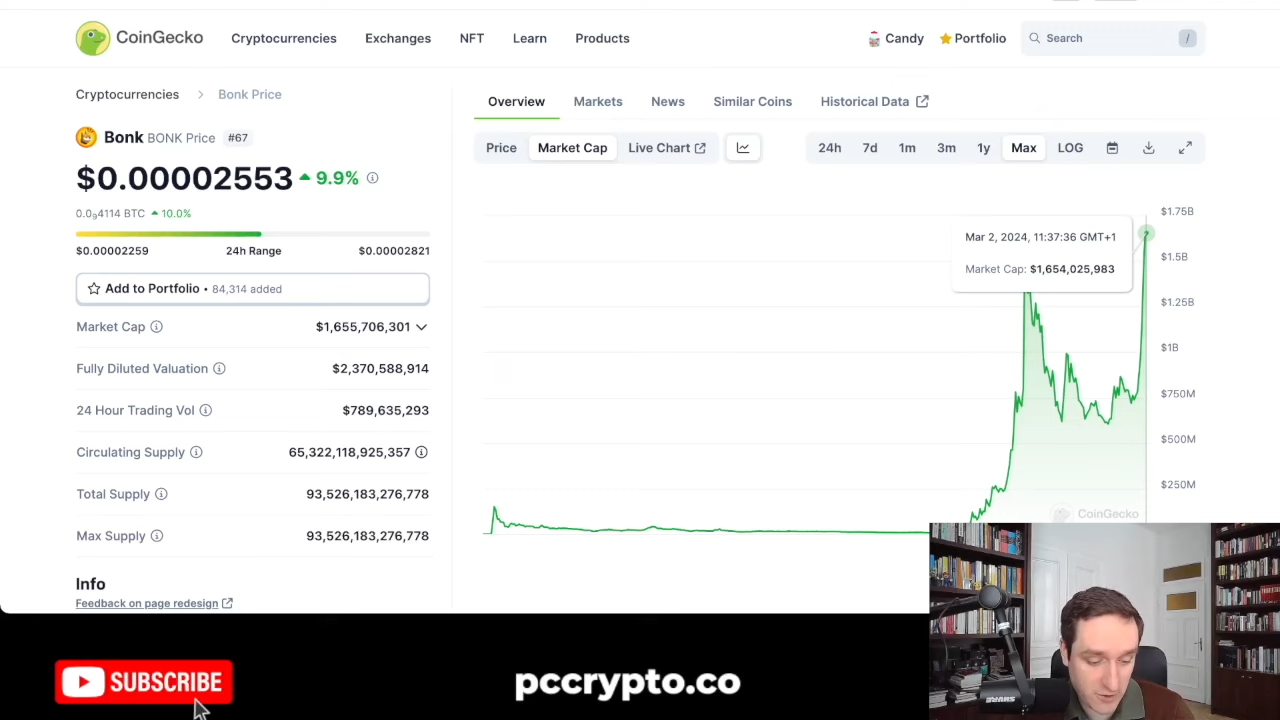 CoinGecko Cryptocurrencies Exchanges NFT Learn Products Candy Portfolio Search /
Cryptocurrencies > Bonk Price
Overview Markets News Similar Coins Historical Data
Bonk BONK Price #67
Price Market Cap Live Chart 24h 7d 1m 3m 1y Max LOG
$0.00002553 9.9%
0.0₉4114 BTC 10.0%
$0.00002259 24h Range $0.00002821
Add to Portfolio • 84,314 added
Market Cap $1,655,706,301
Fully Diluted Valuation $2,370,588,914
24 Hour Trading Vol $789,635,293
Circulating Supply 65,322,118,925,357
Total Supply 93,526,183,276,778
Max Supply 93,526,183,276,778
Info
Feedback on page redesign
$1.75B
Mar 2, 2024, 11:37:36 GMT+1
$1.5B
Market Cap: $1,654,025,983
$1.25B
$1B
$750M
$500M
$250M
CoinGecko
SUBSCRIBE
pccrypto.co
SHURE